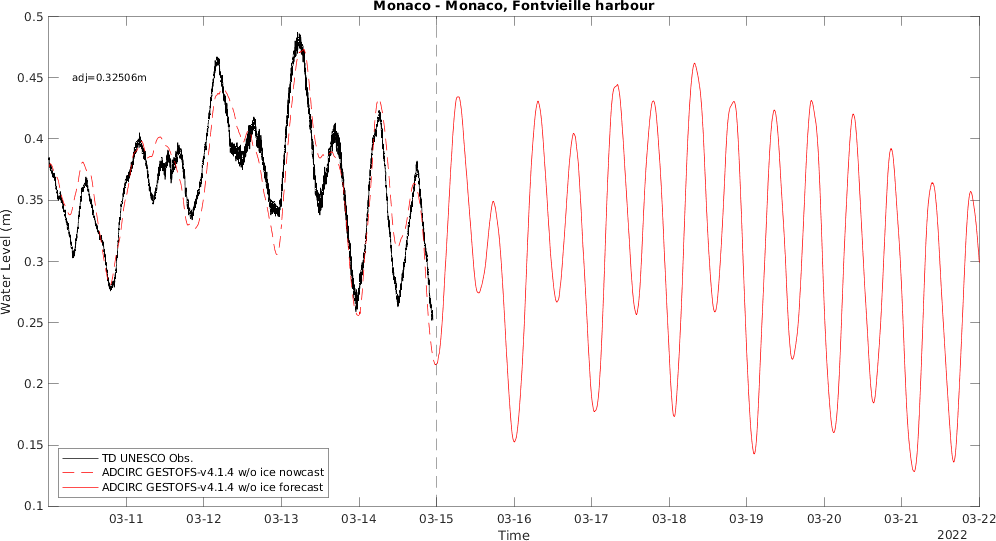 Monaco - Monaco, Fontvieille harbour
0.5
0.45
0.4
0.35
0.3
0.25
0.2
0.15
0.1
Water Level (m)
adj=0.32506m
TD UNESCO Obs.
ADCIRC GESTOFS-v4.1.4 w/o ice nowcast
ADCIRC GESTOFS-v4.1.4 w/o ice forecast
03-11 03-12 03-13 03-14 03-15 03-16 03-17 03-18 03-19 03-20 03-21 03-22
Time
2022